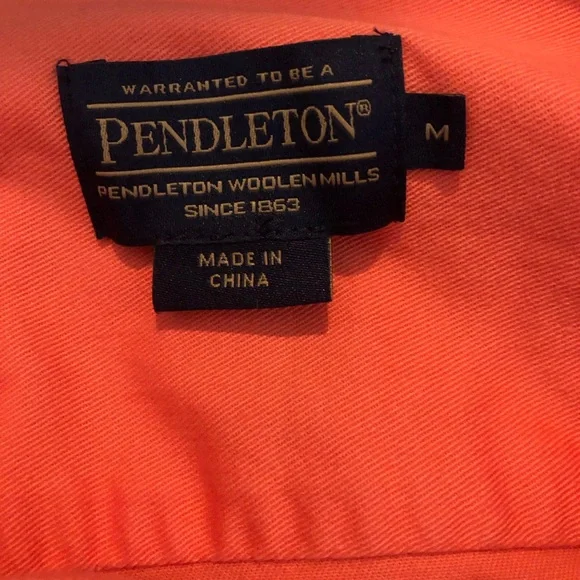 WARRANTED TO BE A
PENDLETON®
PENDLETON WOOLEN MILLS
SINCE 1863
M
MADE IN
CHINA